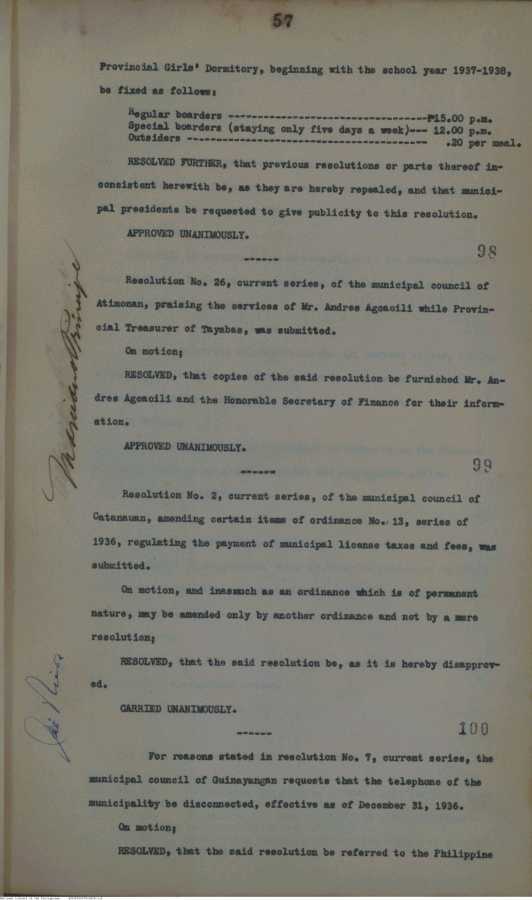 57
Provincial Girls' Dormitory, beginning with the school year 1937-1938,
be fixed as follows:
Regular boarders ----------------------------------₱15.00 p.m.
Special boarders (staying only five days a week)--- 12.00 p.m.
Outsiders ----------------------------------------- .20 per meal.
RESOLVED FURTHER, that previous resolutions or parts thereof in-
consistent herewith be, as they are hereby repealed, and that munici-
pal presidents be requested to give publicity to this resolution.
APPROVED UNANIMOUSLY.
98
------
Resolution No. 26, current series, of the municipal council of
Atimonan, praising the services of Mr. Andres Agcaoili while Provin-
cial Treasurer of Tayabas, was submitted.
On motion;
RESOLVED, that copies of the said resolution be furnished Mr. An-
dres Agcaoili and the Honorable Secretary of Finance for their inform-
ation.
APPROVED UNANIMOUSLY.
99
------
Resolution No. 2, current series, of the municipal council of
Catanauan, amending certain items of ordinance No. 13, series of
1936, regulating the payment of municipal license taxes and fees, was
submitted.
On motion, and inasmuch as an ordinance which is of permanent
nature, may be amended only by another ordinance and not by a mere
resolution;
RESOLVED, that the said resolution be, as it is hereby disapprov-
ed.
CARRIED UNANIMOUSLY.
100
------
For reasons stated in resolution No. 7, current series, the
municipal council of Guinayangan requests that the telephone of the
municipality be disconnected, effective as of December 31, 1936.
On motion;
RESOLVED, that the said resolution be referred to the Philippine